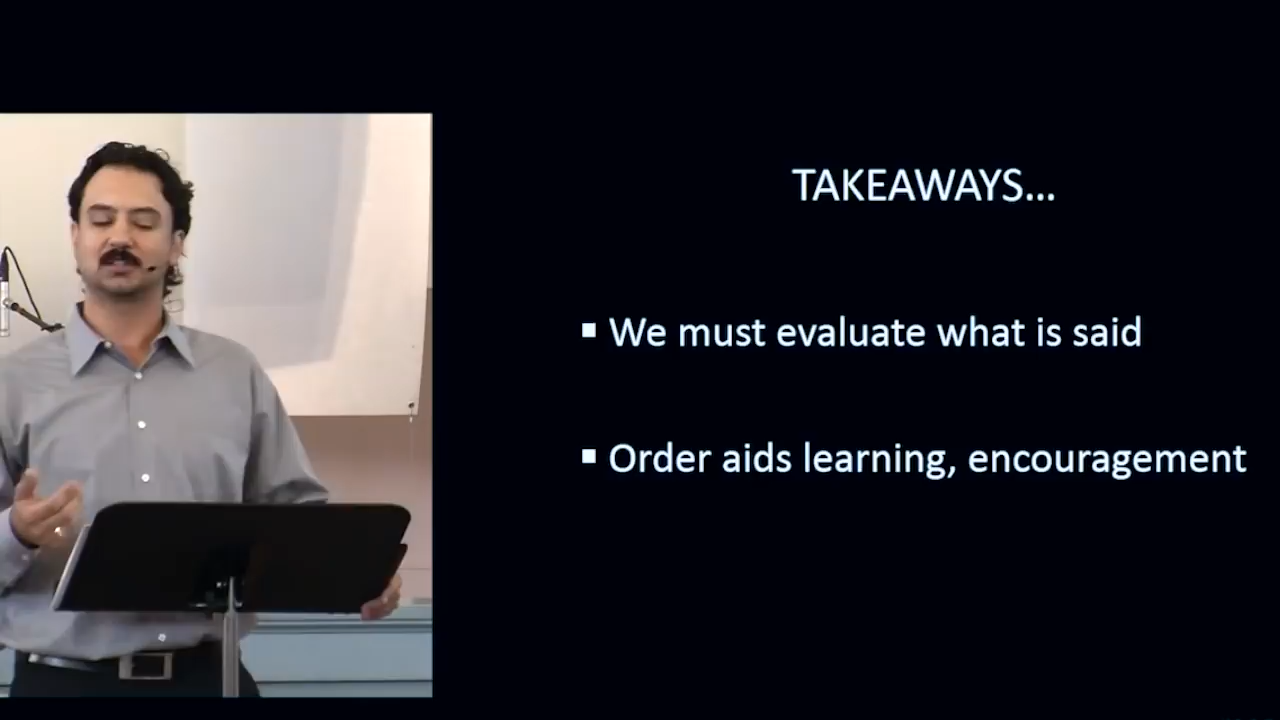 TAKEAWAYS...
▪ We must evaluate what is said
▪ Order aids learning, encouragement